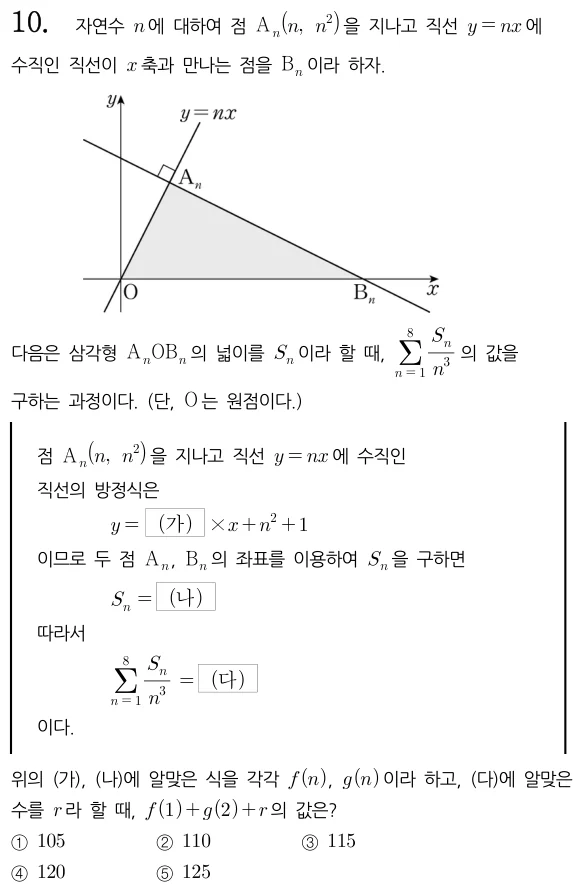 10. 자연수 n에 대하여 점 Aₙ(n, n²)을 지나고 직선 y=nx에
수직인 직선이 x축과 만나는 점을 Bₙ이라 하자.
y
y=nx
Aₙ
O
Bₙ
x
다음은 삼각형 AₙOBₙ의 넓이를 Sₙ이라 할 때, ∑_{n=1}^{8} Sₙ/n³ 의 값을
구하는 과정이다. (단, O는 원점이다.)
점 Aₙ(n, n²)을 지나고 직선 y=nx에 수직인
직선의 방정식은
y= (가) ×x+n²+1
이므로 두 점 Aₙ, Bₙ의 좌표를 이용하여 Sₙ을 구하면
Sₙ = (나)
따라서
∑_{n=1}^{8} Sₙ/n³ = (다)
이다.
위의 (가), (나)에 알맞은 식을 각각 f(n), g(n)이라 하고, (다)에 알맞은
수를 r라 할 때, f(1)+g(2)+r의 값은?
① 105 ② 110 ③ 115
④ 120 ⑤ 125